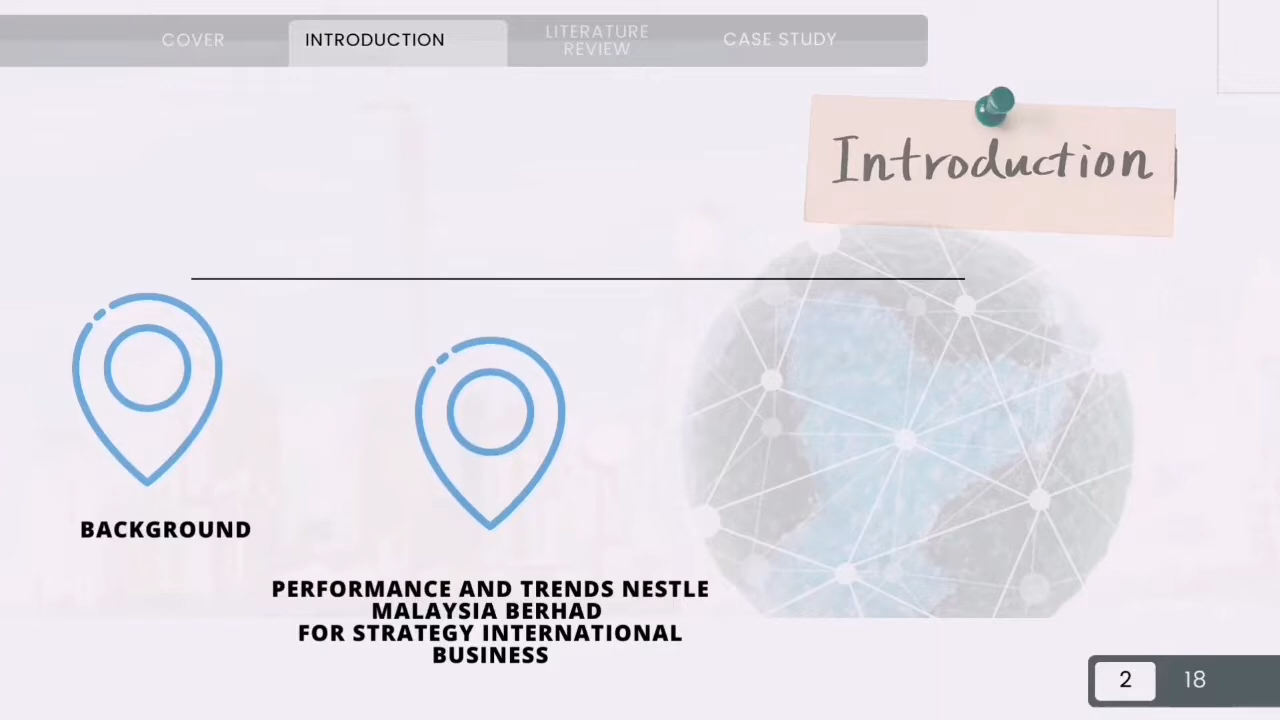 COVER
INTRODUCTION
LITERATURE
REVIEW
CASE STUDY
Introduction
BACKGROUND
PERFORMANCE AND TRENDS NESTLE
MALAYSIA BERHAD
FOR STRATEGY INTERNATIONAL
BUSINESS
2
18